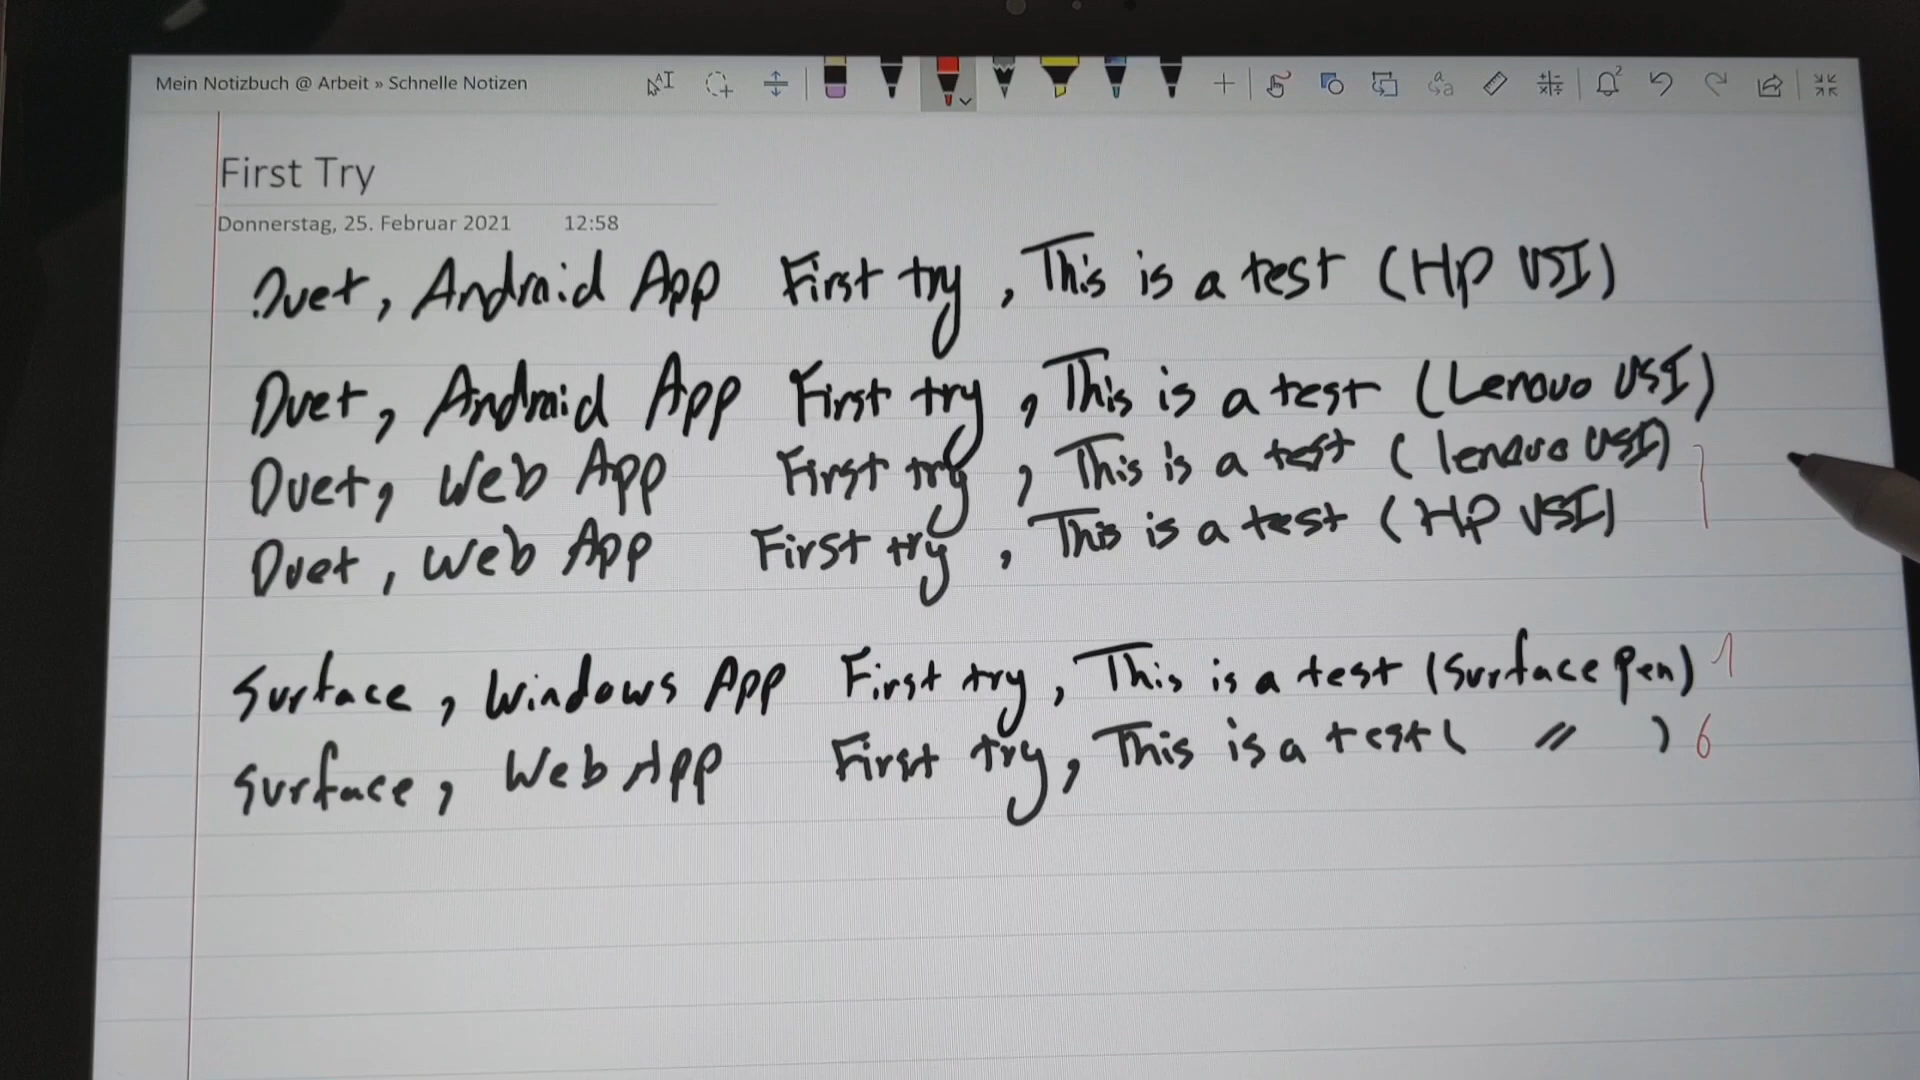 Mein Notizbuch @ Arbeit » Schnelle Notizen
First Try
Donnerstag, 25. Februar 2021 12:58
Duet, Android App First try, This is a test (HP USI)
Duet, Android App First try, This is a test (Lenovo USI)
Duet, Web App First try, This is a test (lenovo USI)
Duet, Web App First try, This is a test (HP USI)
Surface, Windows App First try, This is a test (Surface Pen) 1
Surface, Web App First try, This is a test ( // ) 6